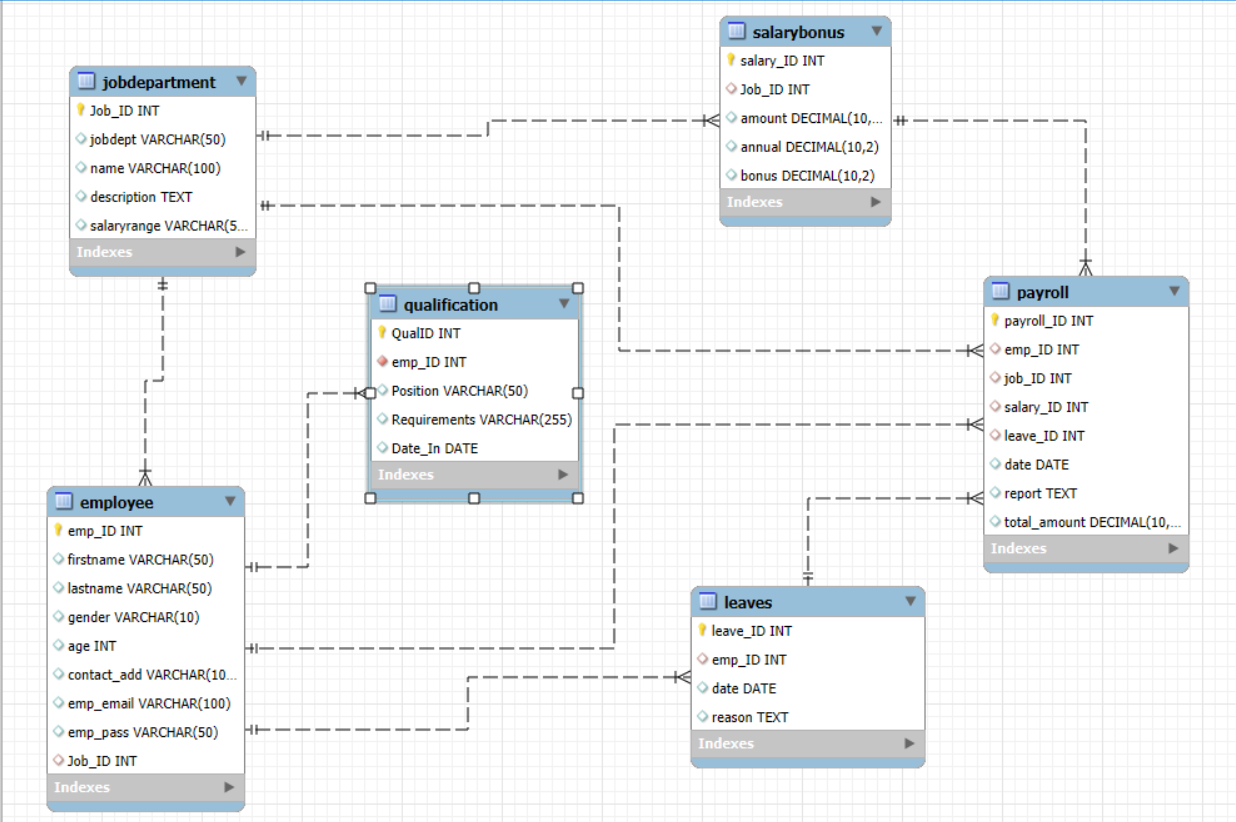 salarybonus
salary_ID INT
Job_ID INT
amount DECIMAL(10,...
annual DECIMAL(10,2)
bonus DECIMAL(10,2)
Indexes
jobdepartment
Job_ID INT
jobdept VARCHAR(50)
name VARCHAR(100)
description TEXT
salaryrange VARCHAR(5...
Indexes
qualification
QualID INT
emp_ID INT
Position VARCHAR(50)
Requirements VARCHAR(255)
Date_In DATE
Indexes
payroll
payroll_ID INT
emp_ID INT
job_ID INT
salary_ID INT
leave_ID INT
date DATE
report TEXT
total_amount DECIMAL(10,...
Indexes
employee
emp_ID INT
firstname VARCHAR(50)
lastname VARCHAR(50)
gender VARCHAR(10)
age INT
contact_add VARCHAR(10...
emp_email VARCHAR(100)
emp_pass VARCHAR(50)
Job_ID INT
Indexes
leaves
leave_ID INT
emp_ID INT
date DATE
reason TEXT
Indexes